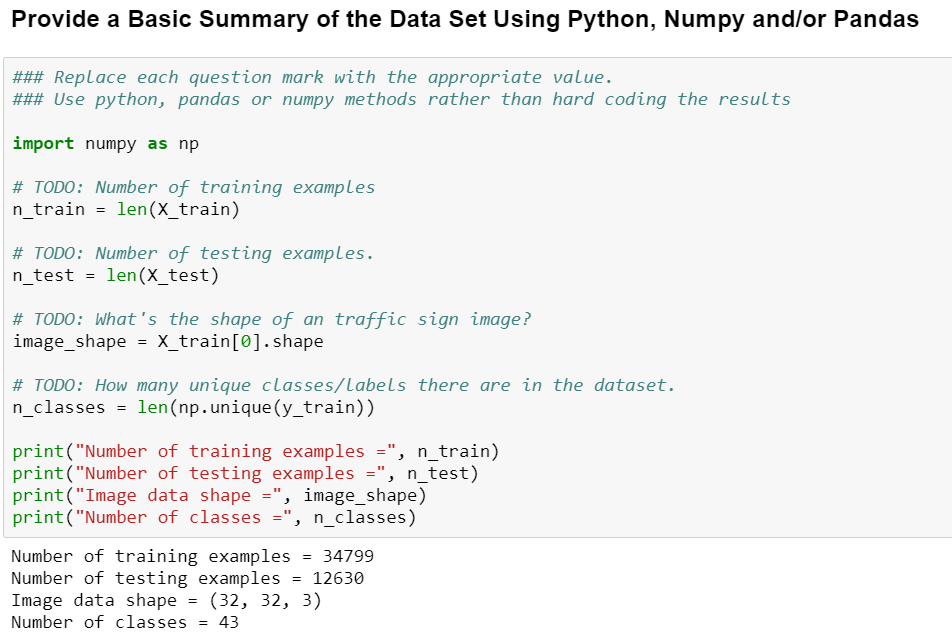 Provide a Basic Summary of the Data Set Using Python, Numpy and/or Pandas
### Replace each question mark with the appropriate value.
### Use python, pandas or numpy methods rather than hard coding the results
import numpy as np
# TODO: Number of training examples
n_train = len(X_train)
# TODO: Number of testing examples.
n_test = len(X_test)
# TODO: What's the shape of an traffic sign image?
image_shape = X_train[0].shape
# TODO: How many unique classes/labels there are in the dataset.
n_classes = len(np.unique(y_train))
print("Number of training examples =", n_train)
print("Number of testing examples =", n_test)
print("Image data shape =", image_shape)
print("Number of classes =", n_classes)
Number of training examples = 34799
Number of testing examples = 12630
Image data shape = (32, 32, 3)
Number of classes = 43